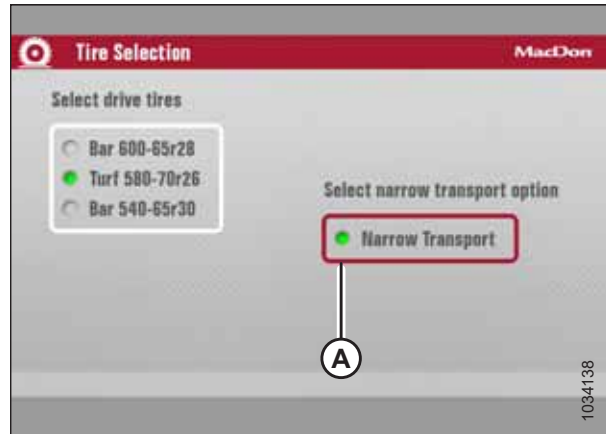 Tire Selection
MacDon
Select drive tires
Bar 600-65r28
Turf 580-70r26
Bar 540-65r30
Select narrow transport option
Narrow Transport
A
1034138